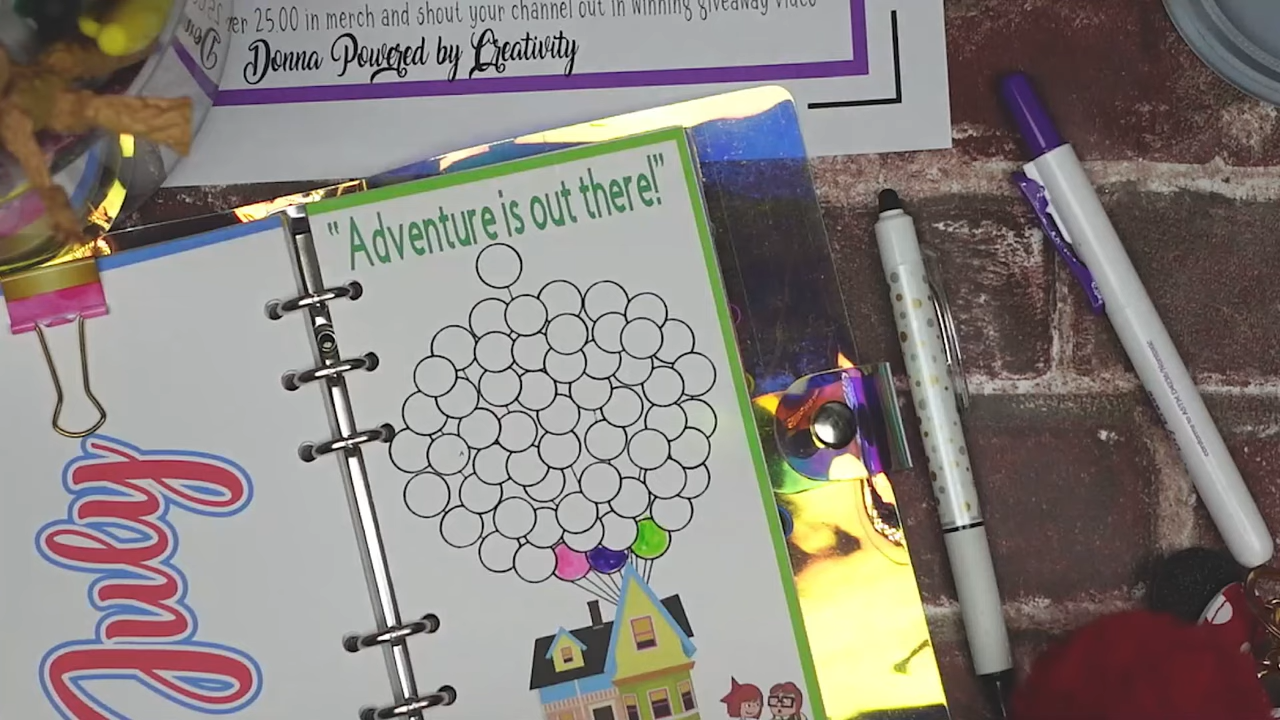 er 25.00 in merch and shout your channel out in winning giveaway video
Donna Powered by Creativity
"Adventure is out there!"
July